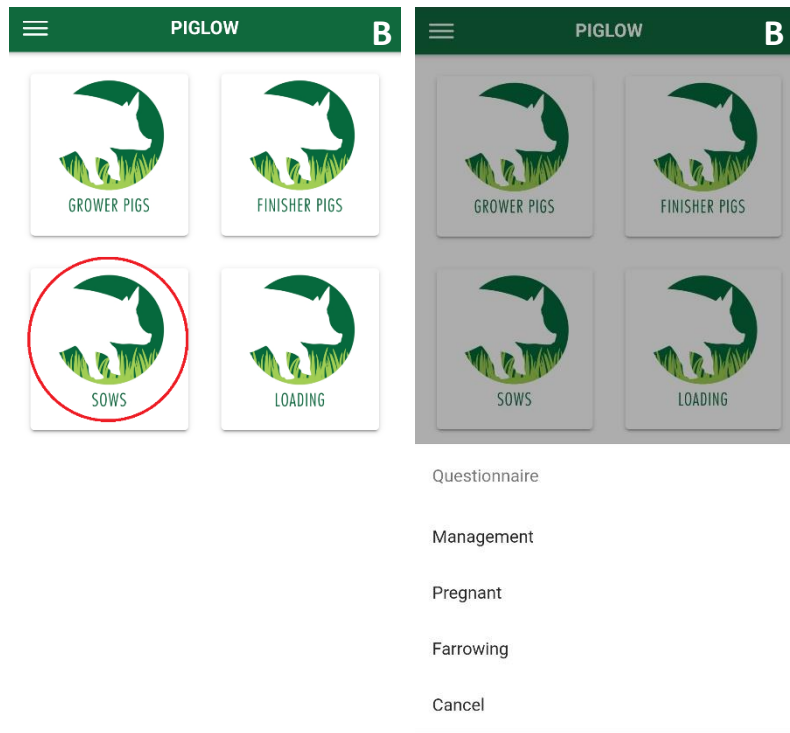 PIGLOW B
GROWER PIGS FINISHER PIGS
SOWS LOADING
PIGLOW B
GROWER PIGS FINISHER PIGS
SOWS LOADING
Questionnaire
Management
Pregnant
Farrowing
Cancel